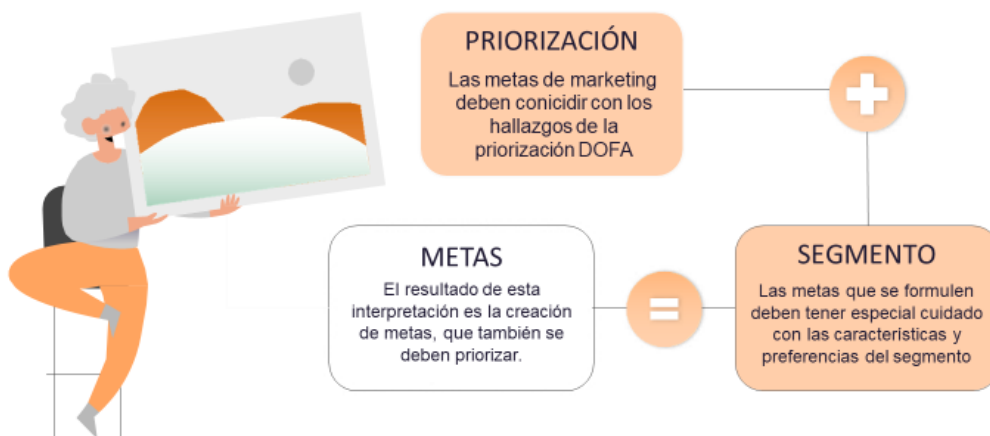 PRIORIZACIÓN
Las metas de marketing
deben conicidir con los
hallazgos de la
priorización DOFA
METAS
El resultado de esta
interpretación es la creación
de metas, que también se
deben priorizar.
SEGMENTO
Las metas que se formulen
deben tener especial cuidado
con las características y
preferencias del segmento